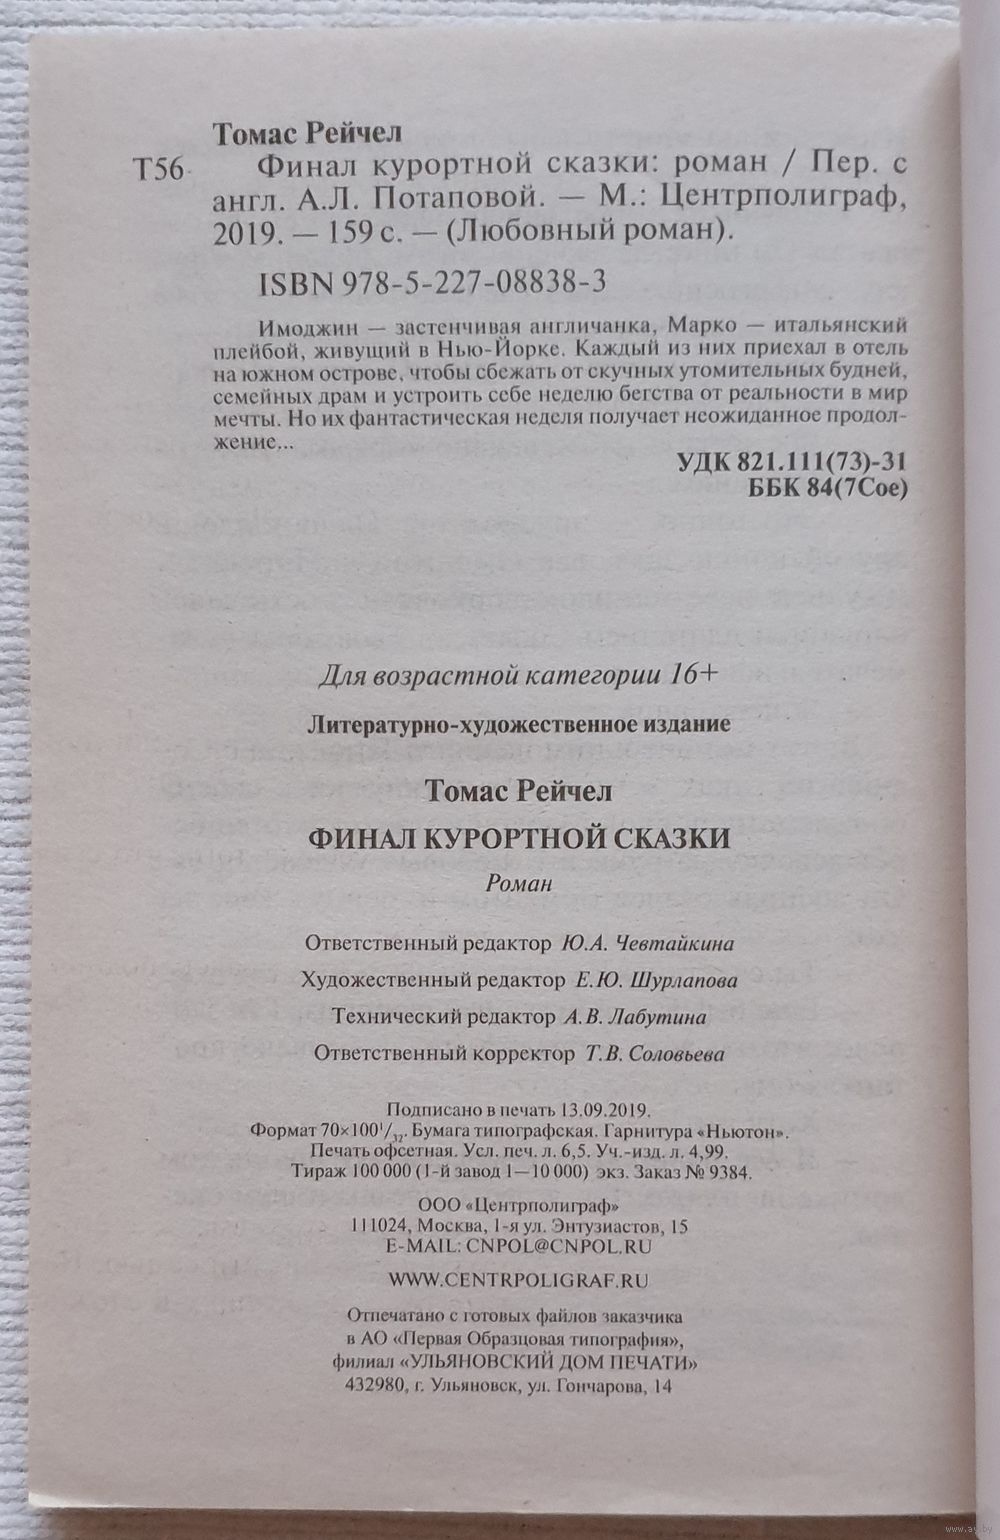 Томас Рейчел
Т56 Финал курортной сказки: роман / Пер. с
англ. А.Л. Потаповой. — М.: Центрполиграф,
2019. — 159 с. — (Любовный роман).
ISBN 978-5-227-08838-3
Имоджин — застенчивая англичанка, Марко — итальянский
плейбой, живущий в Нью-Йорке. Каждый из них приехал в отель
на южном острове, чтобы сбежать от скучных утомительных будней,
семейных драм и устроить себе неделю бегства от реальности в мир
мечты. Но их фантастическая неделя получает неожиданное продол-
жение...
УДК 821.111(73)-31
ББК 84(7Сое)
Для возрастной категории 16+
Литературно-художественное издание
Томас Рейчел
ФИНАЛ КУРОРТНОЙ СКАЗКИ
Роман
Ответственный редактор Ю.А. Чевтайкина
Художественный редактор Е.Ю. Шурлапова
Технический редактор А.В. Лабутина
Ответственный корректор Т.В. Соловьева
Подписано в печать 13.09.2019.
Формат 70×100¹/₃₂. Бумага типографская. Гарнитура «Ньютон».
Печать офсетная. Усл. печ. л. 6,5. Уч.-изд. л. 4,99.
Тираж 100 000 (1-й завод 1—10 000) экз. Заказ № 9384.
ООО «Центрполиграф»
111024, Москва, 1-я ул. Энтузиастов, 15
E-MAIL: CNPOL@CNPOL.RU
WWW.CENTRPOLIGRAF.RU
Отпечатано с готовых файлов заказчика
в АО «Первая Образцовая типография»,
филиал «УЛЬЯНОВСКИЙ ДОМ ПЕЧАТИ»
432980, г. Ульяновск, ул. Гончарова, 14
www.ay.by